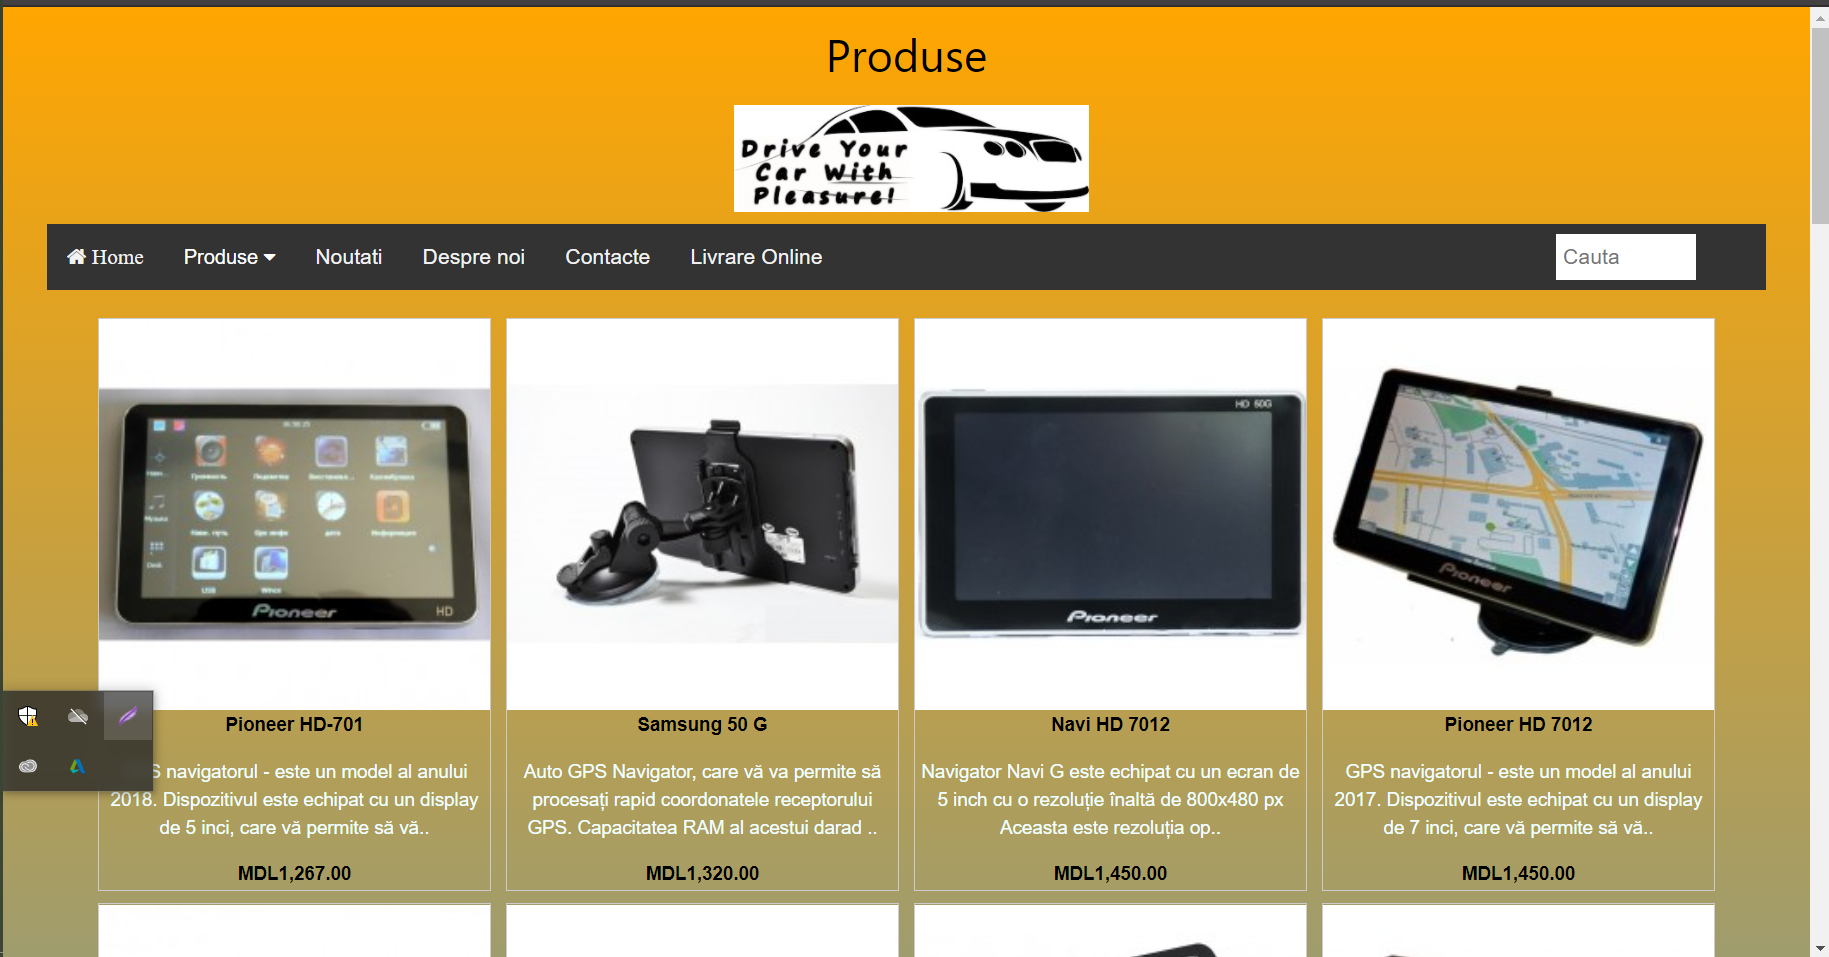 Produse
Drive Your
Car With
Pleasure!
Home Produse Noutati Despre noi Contacte Livrare Online Cauta
Pioneer HD
HD 50G
Pioneer
Pioneer
Pioneer HD-701
S navigatorul - este un model al anului
2018. Dispozitivul este echipat cu un display
de 5 inci, care vă permite să vă..
MDL1,267.00
Samsung 50 G
Auto GPS Navigator, care vă va permite să
procesați rapid coordonatele receptorului
GPS. Capacitatea RAM al acestui darad ..
MDL1,320.00
Navi HD 7012
Navigator Navi G este echipat cu un ecran de
5 inch cu o rezoluție înaltă de 800x480 px
Aceasta este rezoluția op..
MDL1,450.00
Pioneer HD 7012
GPS navigatorul - este un model al anului
2017. Dispozitivul este echipat cu un display
de 7 inci, care vă permite să vă..
MDL1,450.00